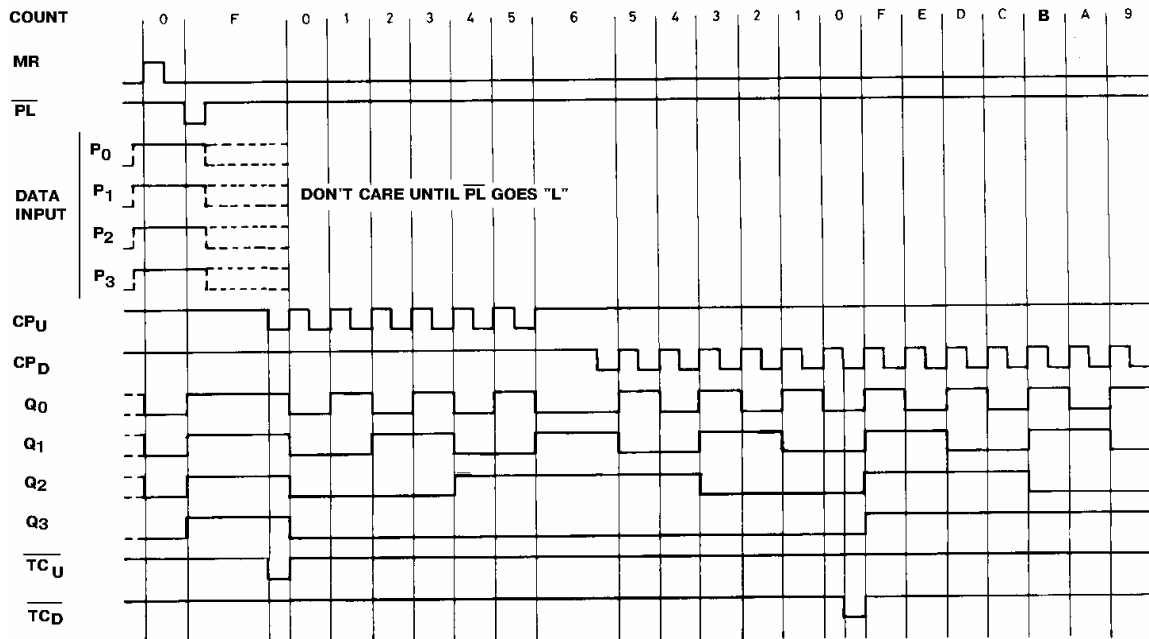 COUNT 0 F 0 1 2 3 4 5 6 5 4 3 2 1 0 F E D C B A 9
MR
PL
P0
P1
DATA INPUT
DON'T CARE UNTIL PL GOES "L"
P2
P3
CPU
CPD
Q0
Q1
Q2
Q3
TCU
TCD